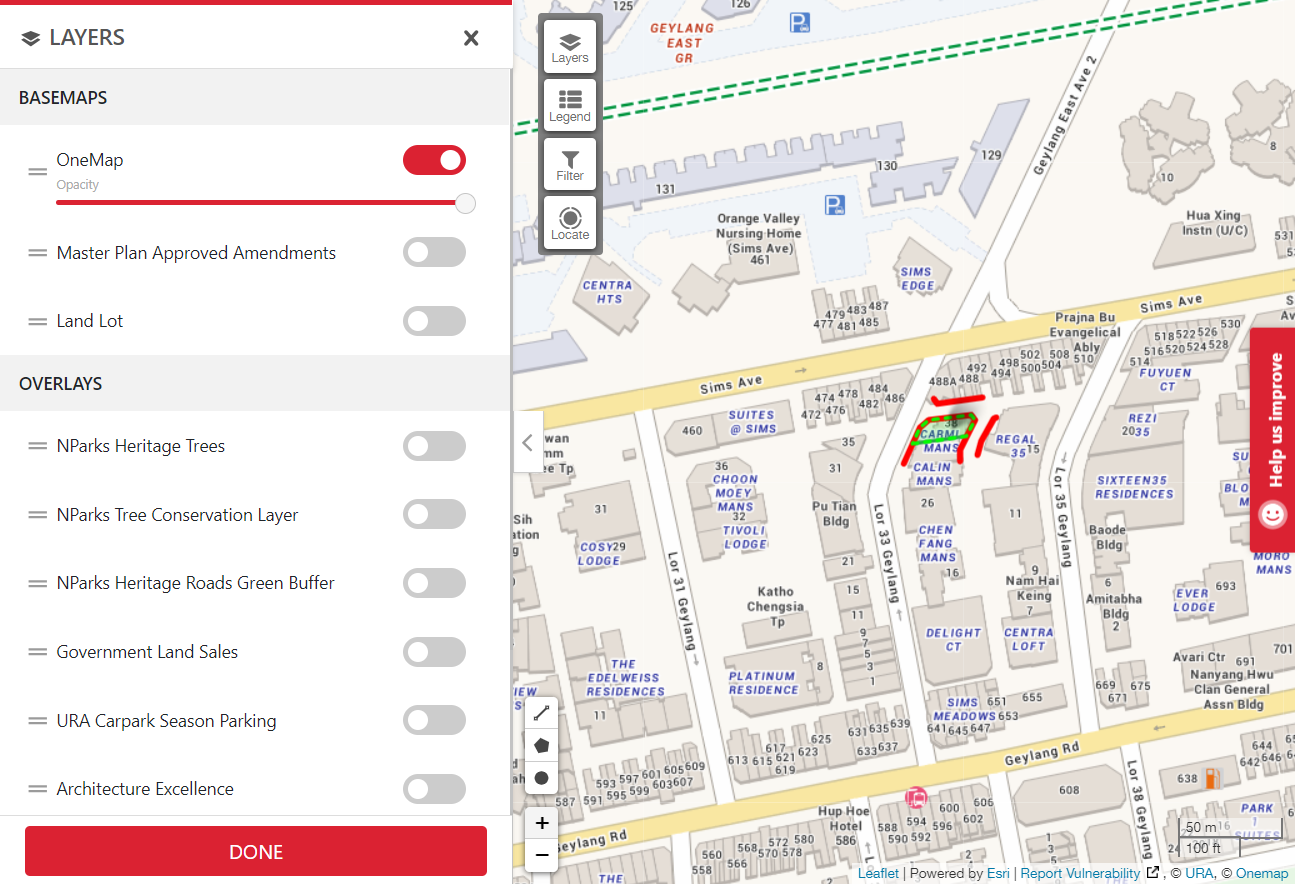 LAYERS
BASEMAPS
OneMap
Opacity
Master Plan Approved Amendments
Land Lot
OVERLAYS
NParks Heritage Trees
NParks Tree Conservation Layer
NParks Heritage Roads Green Buffer
Government Land Sales
URA Carpark Season Parking
Architecture Excellence
DONE
Layers
Legend
Filter
Locate
125
126
GEYLANG
EAST
GR
Geylang East Ave 2
129
130
131
8
10
Orange Valley
Nursing Home
(Sims Ave)
461
Hua Xing
Instn (U/C)
531
CENTRA
HTS
SIMS
EDGE
479 483 487
477 481 485
Prajna Bu
Evangelical
Ably
510
Sims Ave
530
518 522 526
516 520 524 528
514
FUYUEN
CT
502 508
498 500 504
492 494
488A 488
Sims Ave
474 478 484
472 476 482 486
460
SUITES
@ SIMS
38
MANS
CALIN
MANS
REGAL
35
15
REZI
35
20
35
31
36
CHOON
MOEY
MANS
32
TIVOLI
LODGE
Pu Tian
Bldg
26
11
SIXTEEN35
RESIDENCES
Baode
Bldg
31
COSY
LODGE
29
Lor 31 Geylang
Lor 33 Geylang
Lor 35 Geylang
CHEN
FANG
MANS
16
21
15
11
9
7
5
3
1
Katho
Chengsia
Tp
9
Nam Hai
Keing
7
6
Amitabha
Bldg
2
EVER
LODGE
693
MORO
MANS
DELIGHT
CT
CENTRA
LOFT
THE
EDELWEISS
RESIDENCES
11
PLATINUM
RESIDENCE
8
Avari Ctr 691
701
Nanyang Hwu
Clan General
Assn Bldg
669
671
675
SIMS
MEADOWS
651
655
653
641 645 647
631 635 639
633 637
625
617 621 623
613 615
619
Geylang Rd
593 597 601 605 609
587 591 595 599 603 607
608
638
644
642 646
Lor 38 Geylang
Hup Hoe
Hotel
586
588
590 592
594
596
600
602
606
572 580
568 576 578
560
558
564
566
570
THE
PARK
1
SUITES
50 m
100 ft
Help us improve
Leaflet | Powered by Esri | Report Vulnerability , © URA, © Onemap